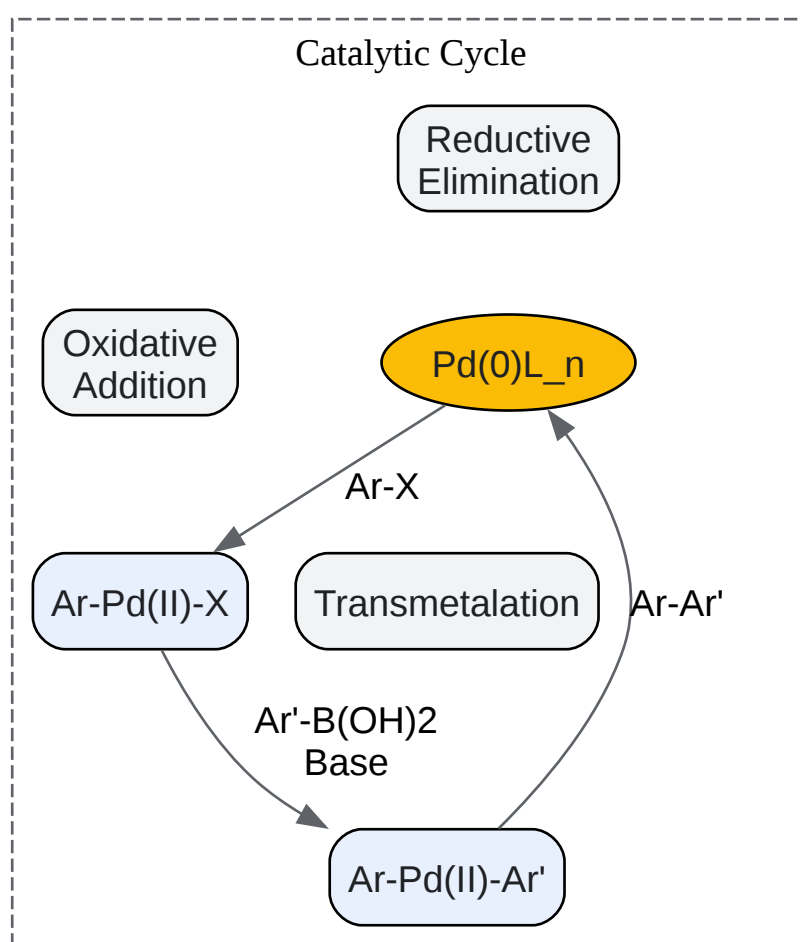 Catalytic Cycle
Reductive
Elimination
Oxidative
Addition
Pd(0)L_n
Ar-X
Ar-Pd(II)-X
Transmetalation
Ar-Ar'
Ar'-B(OH)2
Base
Ar-Pd(II)-Ar'